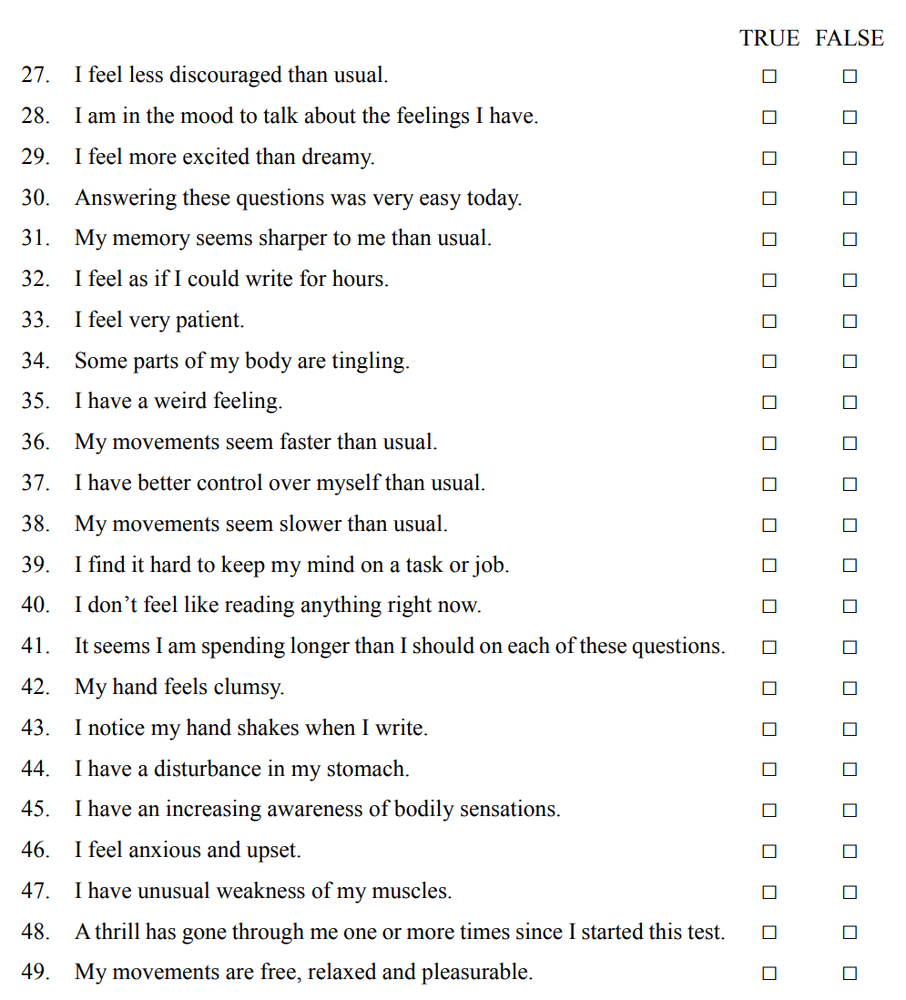 TRUE FALSE
27. I feel less discouraged than usual. □ □
28. I am in the mood to talk about the feelings I have. □ □
29. I feel more excited than dreamy. □ □
30. Answering these questions was very easy today. □ □
31. My memory seems sharper to me than usual. □ □
32. I feel as if I could write for hours. □ □
33. I feel very patient. □ □
34. Some parts of my body are tingling. □ □
35. I have a weird feeling. □ □
36. My movements seem faster than usual. □ □
37. I have better control over myself than usual. □ □
38. My movements seem slower than usual. □ □
39. I find it hard to keep my mind on a task or job. □ □
40. I don’t feel like reading anything right now. □ □
41. It seems I am spending longer than I should on each of these questions. □ □
42. My hand feels clumsy. □ □
43. I notice my hand shakes when I write. □ □
44. I have a disturbance in my stomach. □ □
45. I have an increasing awareness of bodily sensations. □ □
46. I feel anxious and upset. □ □
47. I have unusual weakness of my muscles. □ □
48. A thrill has gone through me one or more times since I started this test. □ □
49. My movements are free, relaxed and pleasurable. □ □